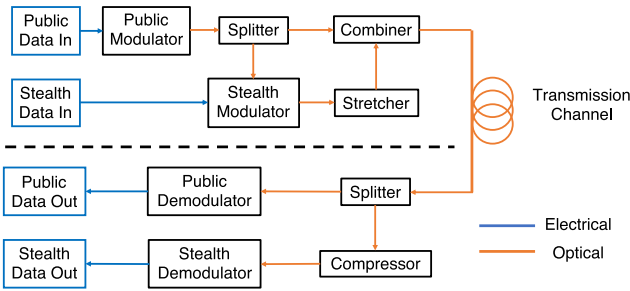 Public
Data In
Public
Modulator
Splitter
Combiner
Stealth
Data In
Stealth
Modulator
Stretcher
Transmission
Channel
Public
Data Out
Public
Demodulator
Splitter
Electrical
Stealth
Data Out
Stealth
Demodulator
Compressor
Optical